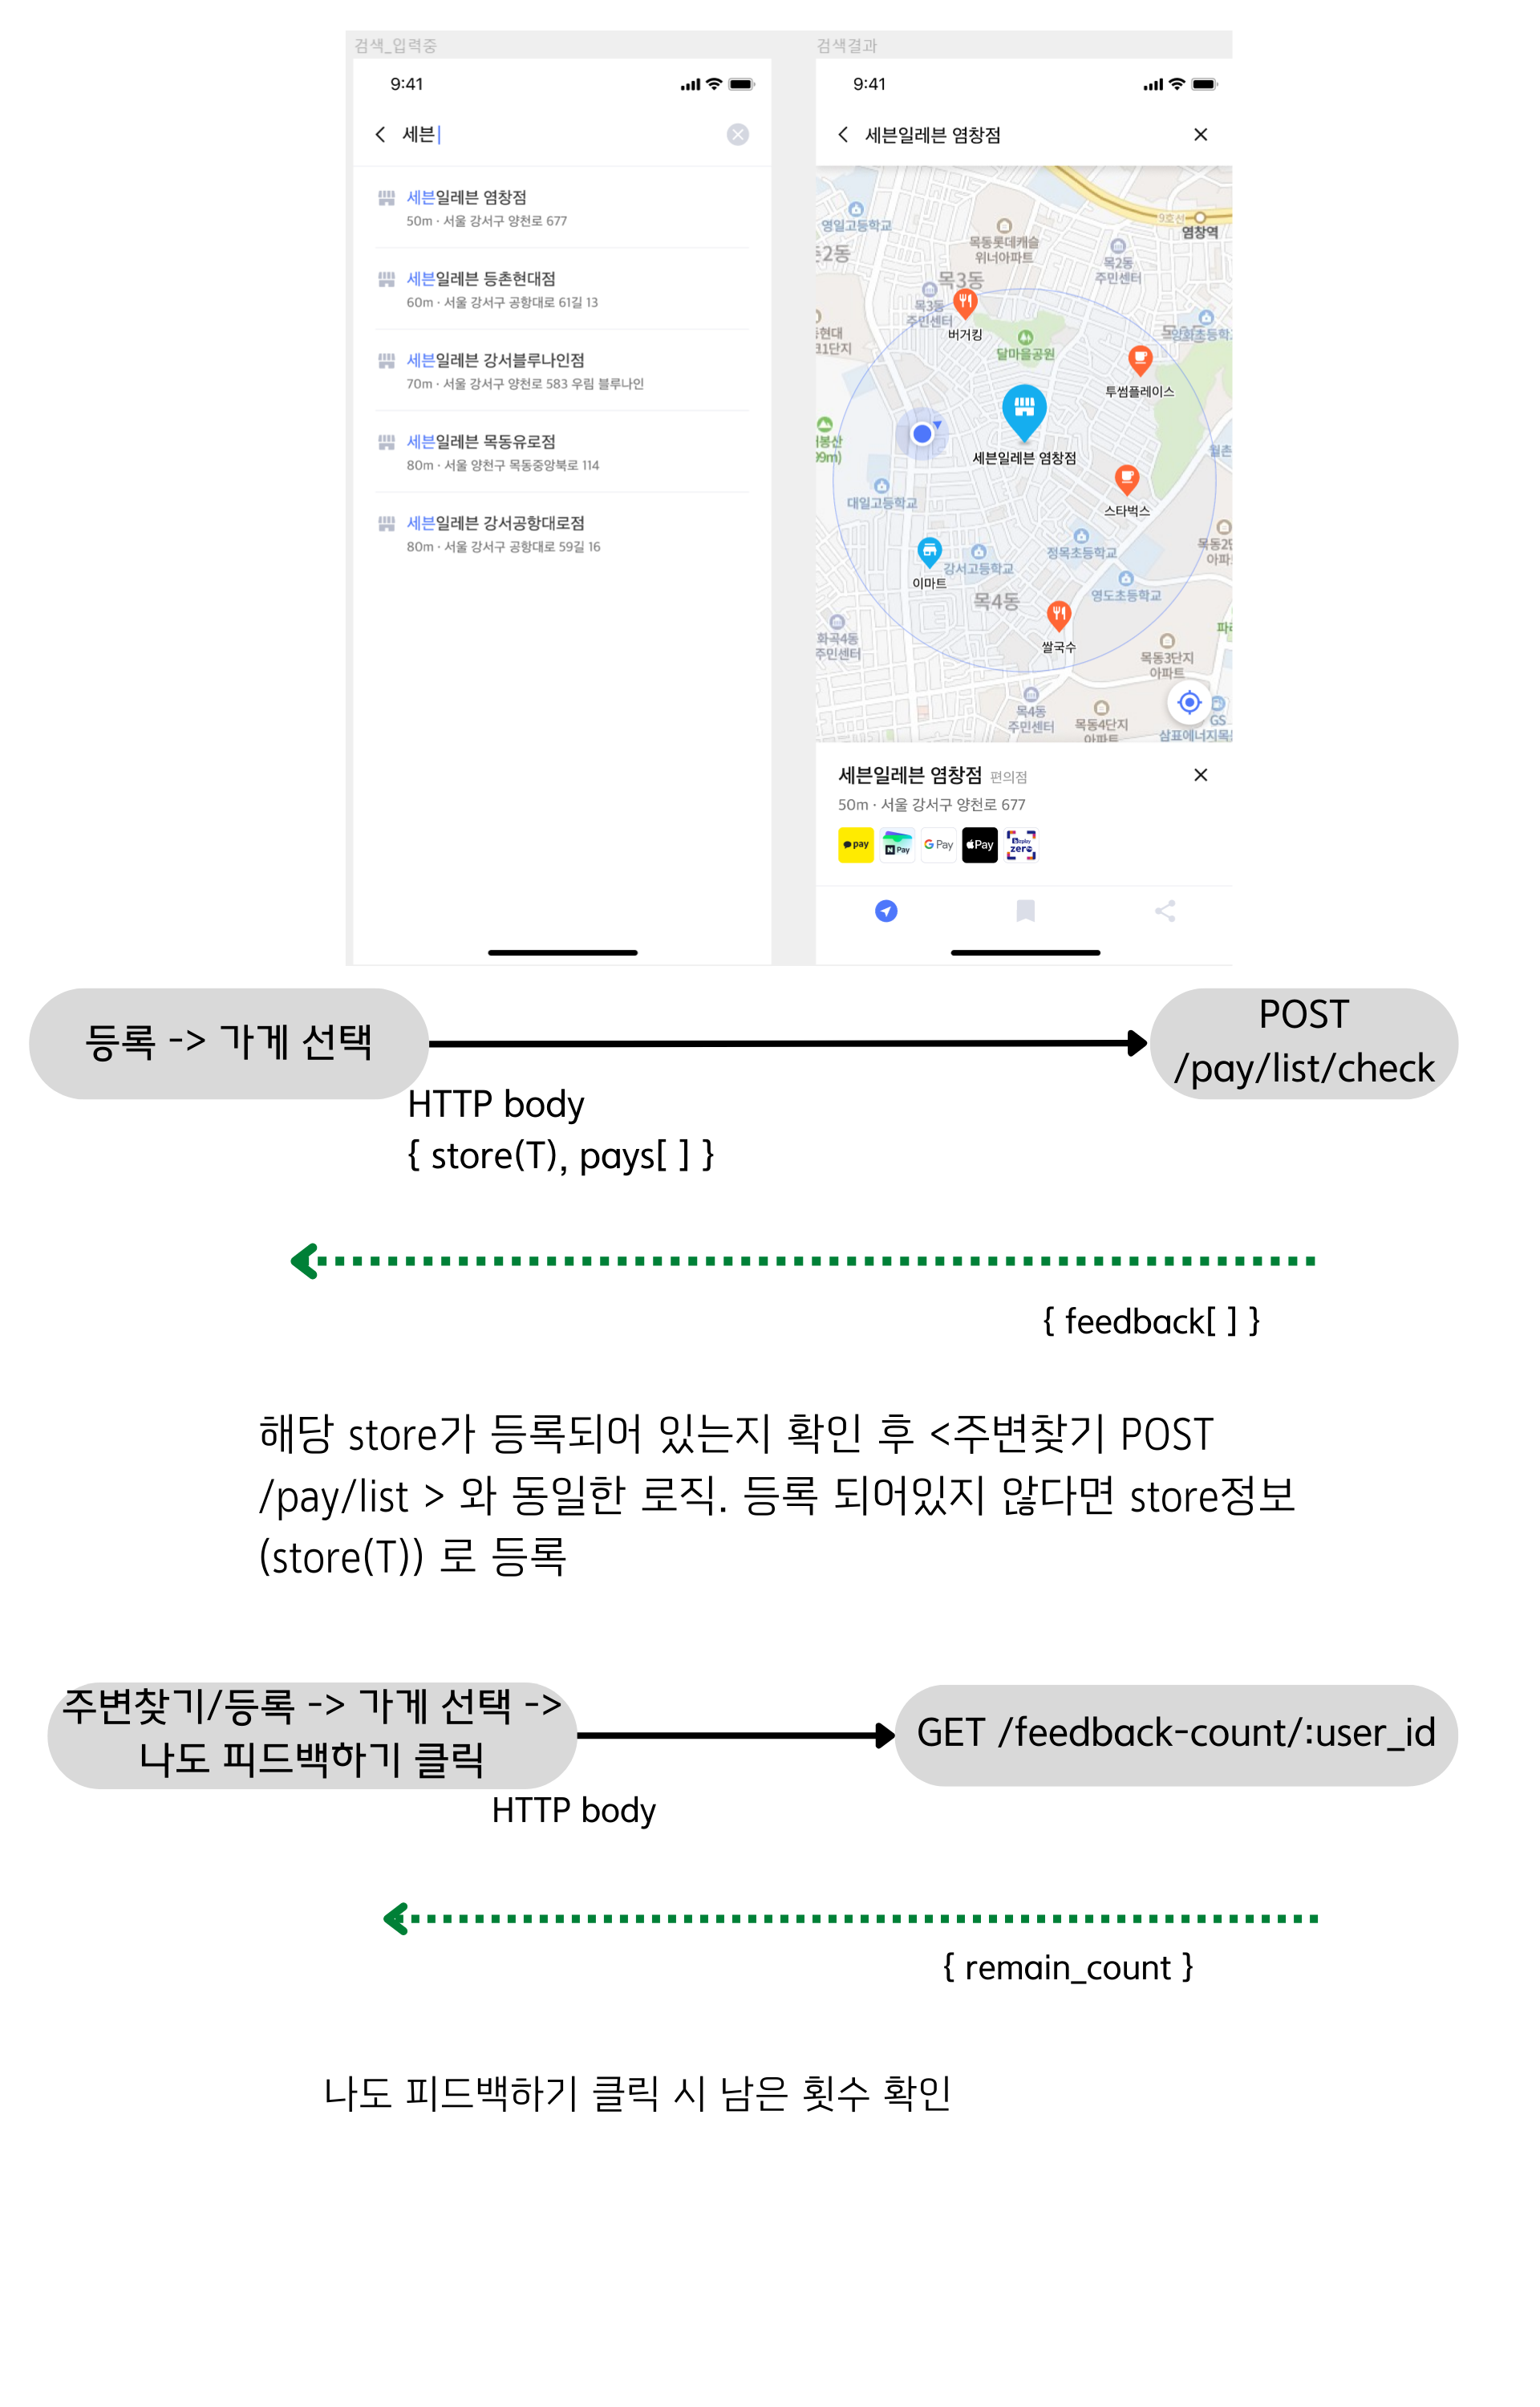 검색_입력중
검색결과
9:41
9:41
세븐
세븐일레븐 염창점
세븐일레븐 염창점
50m · 서울 강서구 양천로 677
세븐일레븐 등촌현대점
60m · 서울 강서구 공항대로 61길 13
세븐일레븐 강서블루나인점
70m · 서울 강서구 양천로 583 우림 블루나인
세븐일레븐 목동유로점
80m · 서울 양천구 목동중앙북로 114
세븐일레븐 강서공항대로점
80m · 서울 강서구 공항대로 59길 16
9호선
염창역
영일고등학교
목동롯데캐슬
위너아파트
목2동
주민센터
목3동
목3동
주민센터
버거킹
달마을공원
투썸플레이스
세븐일레븐 염창점
대일고등학교
스타벅스
정목초등학교
강서고등학교
이마트
영도초등학교
목4동
쌀국수
화곡4동
주민센터
목동3단지
아파트
목4동
주민센터
목동4단지
아파트
GS
삼표에너지목
세븐일레븐 염창점 편의점
50m · 서울 강서구 양천로 677
pay
N Pay
G Pay
Pay
zero
등록 -> 가게 선택
POST
/pay/list/check
HTTP body
{ store(T), pays[ ] }
{ feedback[ ] }
해당 store가 등록되어 있는지 확인 후 <주변찾기 POST
/pay/list > 와 동일한 로직. 등록 되어있지 않다면 store정보
(store(T)) 로 등록
주변찾기/등록 -> 가게 선택 ->
나도 피드백하기 클릭
GET /feedback-count/:user_id
HTTP body
{ remain_count }
나도 피드백하기 클릭 시 남은 횟수 확인